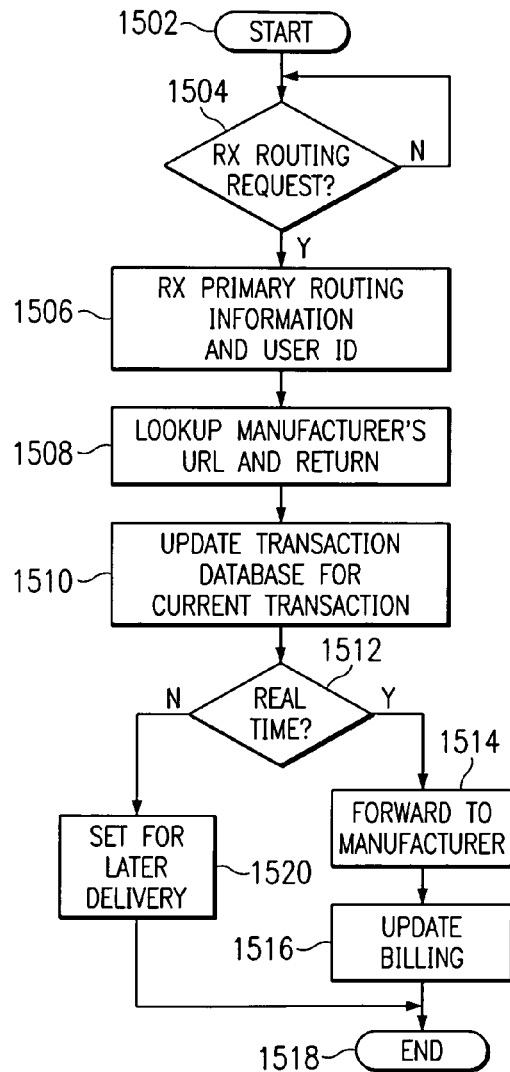 1502
START
1504
RX ROUTING
REQUEST?
N
Y
1506
RX PRIMARY ROUTING
INFORMATION
AND USER ID
1508
LOOKUP MANUFACTURER'S
URL AND RETURN
1510
UPDATE TRANSACTION
DATABASE FOR
CURRENT TRANSACTION
1512
N
REAL
TIME?
Y
1514
FORWARD TO
MANUFACTURER
SET FOR
LATER
DELIVERY
1520
1516
UPDATE
BILLING
1518
END